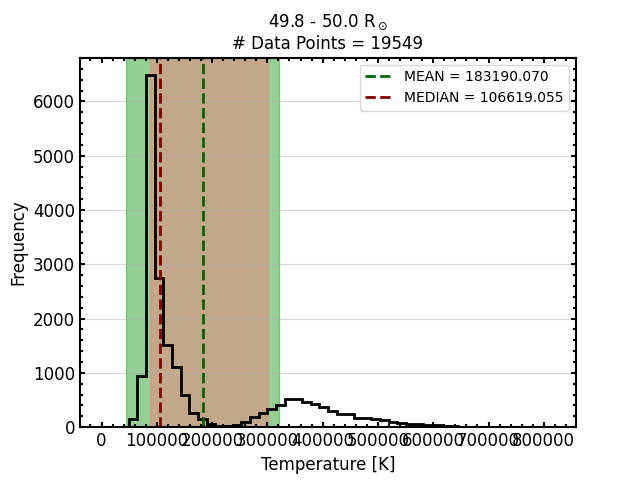 49.8 - 50.0 R⊙
# Data Points = 19549
MEAN = 183190.070
MEDIAN = 106619.055
6000
5000
4000
3000
2000
1000
0
Frequency
0 100000 200000 300000 400000 500000 600000 700000 800000
Temperature [K]